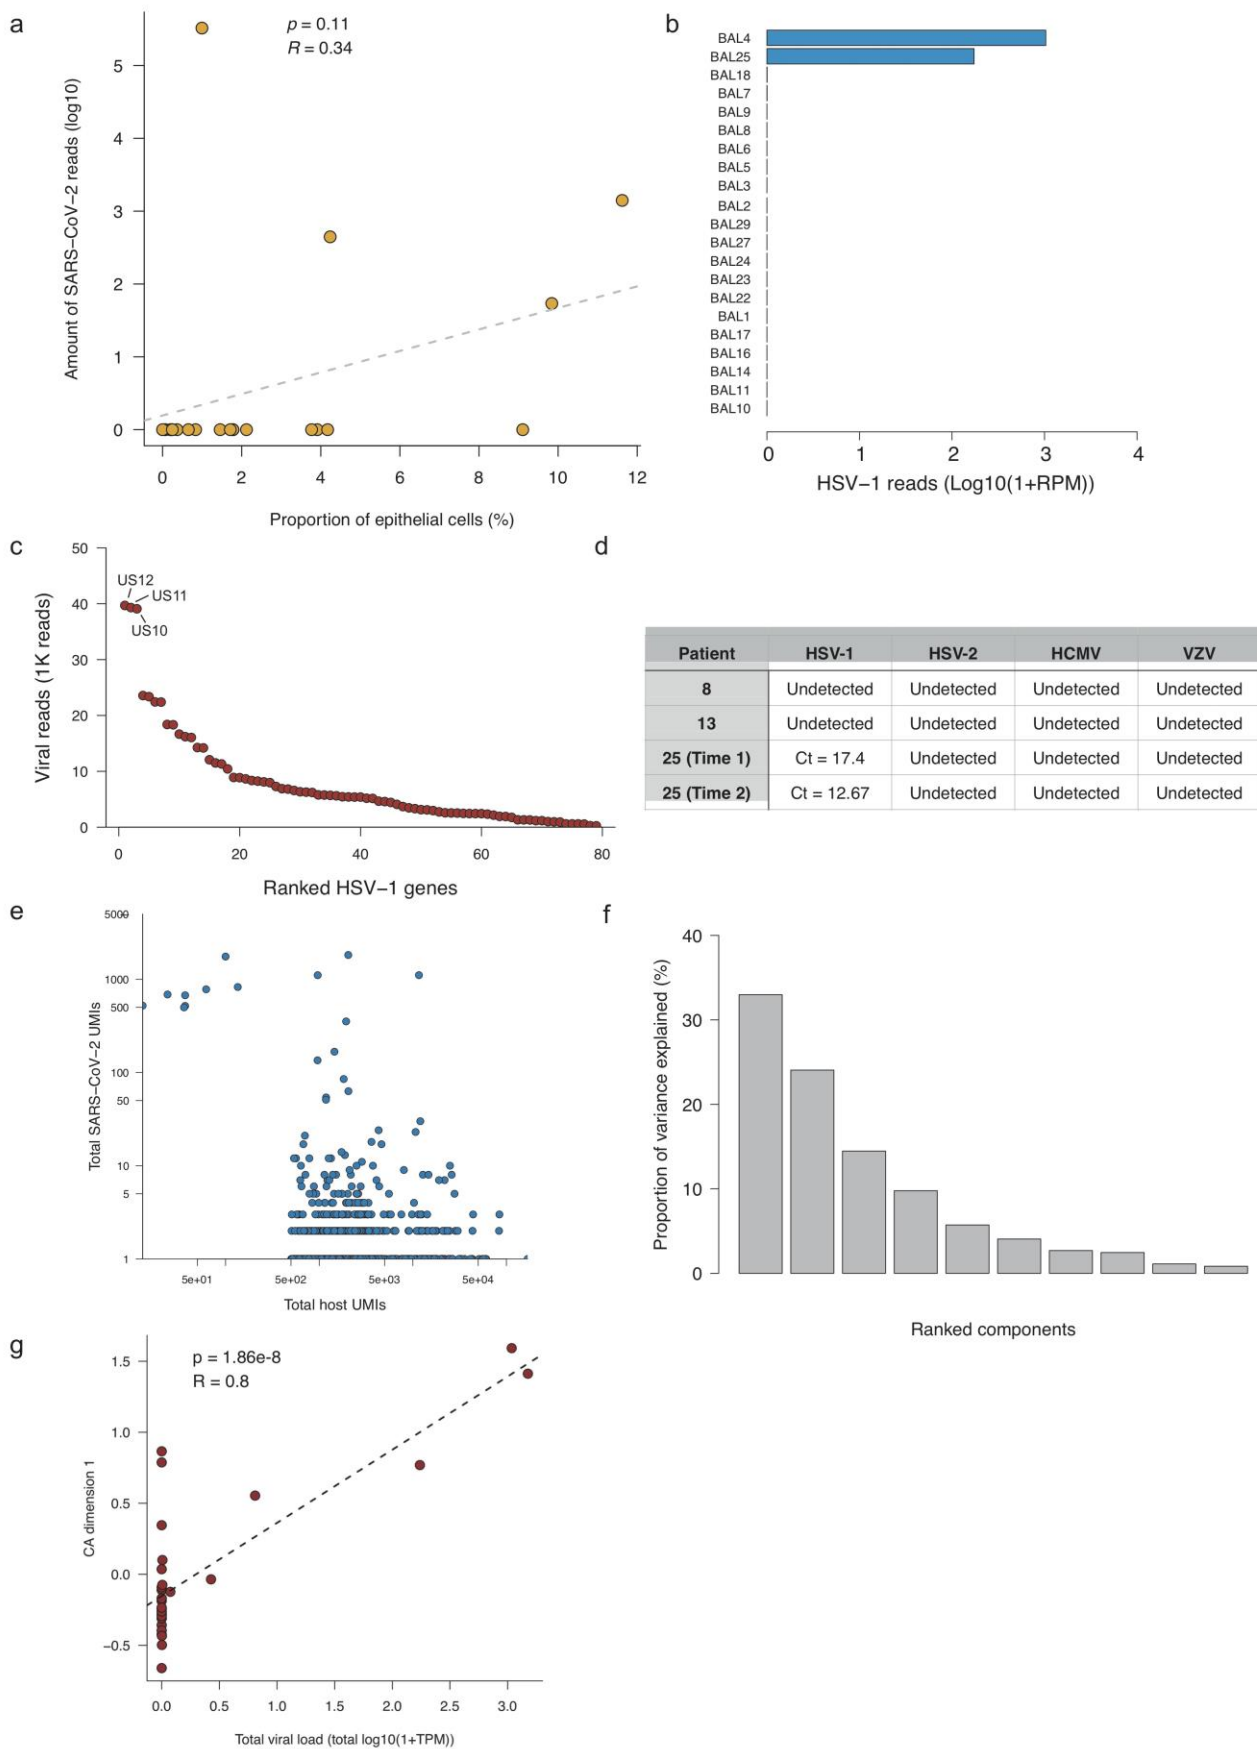 a
p = 0.11
R = 0.34
Amount of SARS−CoV−2 reads (log10)
5
4
3
2
1
0
0 2 4 6 8 10 12
Proportion of epithelial cells (%)
b
BAL4
BAL25
BAL18
BAL7
BAL9
BAL8
BAL6
BAL5
BAL3
BAL2
BAL29
BAL27
BAL24
BAL23
BAL22
BAL1
BAL17
BAL16
BAL14
BAL11
BAL10
0 1 2 3 4
HSV−1 reads (Log10(1+RPM))
c
Viral reads (1K reads)
50
40
30
20
10
0
US12
US11
US10
0 20 40 60 80
Ranked HSV−1 genes
d
Patient HSV-1 HSV-2 HCMV VZV
8 Undetected Undetected Undetected Undetected
13 Undetected Undetected Undetected Undetected
25 (Time 1) Ct = 17.4 Undetected Undetected Undetected
25 (Time 2) Ct = 12.67 Undetected Undetected Undetected
e
Total SARS−CoV−2 UMIs
5000
1000
500
100
50
10
5
1
5e+01 5e+02 5e+03 5e+04
Total host UMIs
f
Proportion of variance explained (%)
40
30
20
10
0
Ranked components
g
p = 1.86e-8
R = 0.8
CA dimension 1
1.5
1.0
0.5
0.0
−0.5
0.0 0.5 1.0 1.5 2.0 2.5 3.0
Total viral load (total log10(1+TPM))